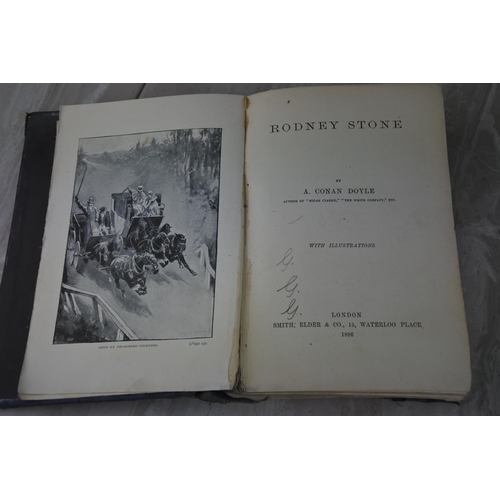 RODNEY STONE
BY
A. CONAN DOYLE
AUTHOR OF "MICAH CLARKE," "THE WHITE COMPANY," ETC.
WITH ILLUSTRATIONS
G.
G.
G.
LONDON
SMITH, ELDER & CO., 15, WATERLOO PLACE
1896